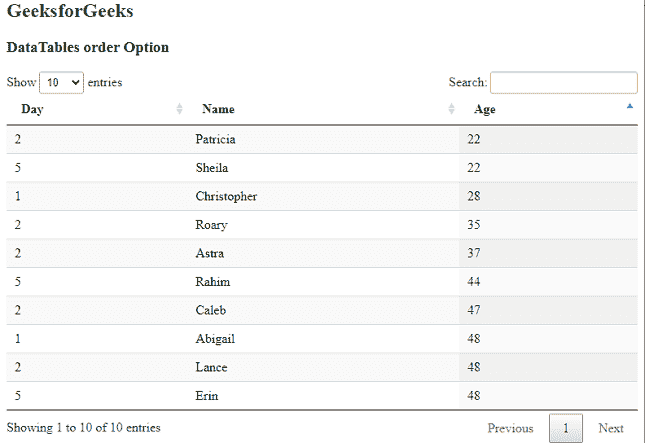 GeeksforGeeks
DataTables order Option
Show 10 entries Search:
Day Name Age
2 Patricia 22
5 Sheila 22
1 Christopher 28
2 Roary 35
2 Astra 37
5 Rahim 44
2 Caleb 47
1 Abigail 48
2 Lance 48
5 Erin 48
Showing 1 to 10 of 10 entries Previous 1 Next